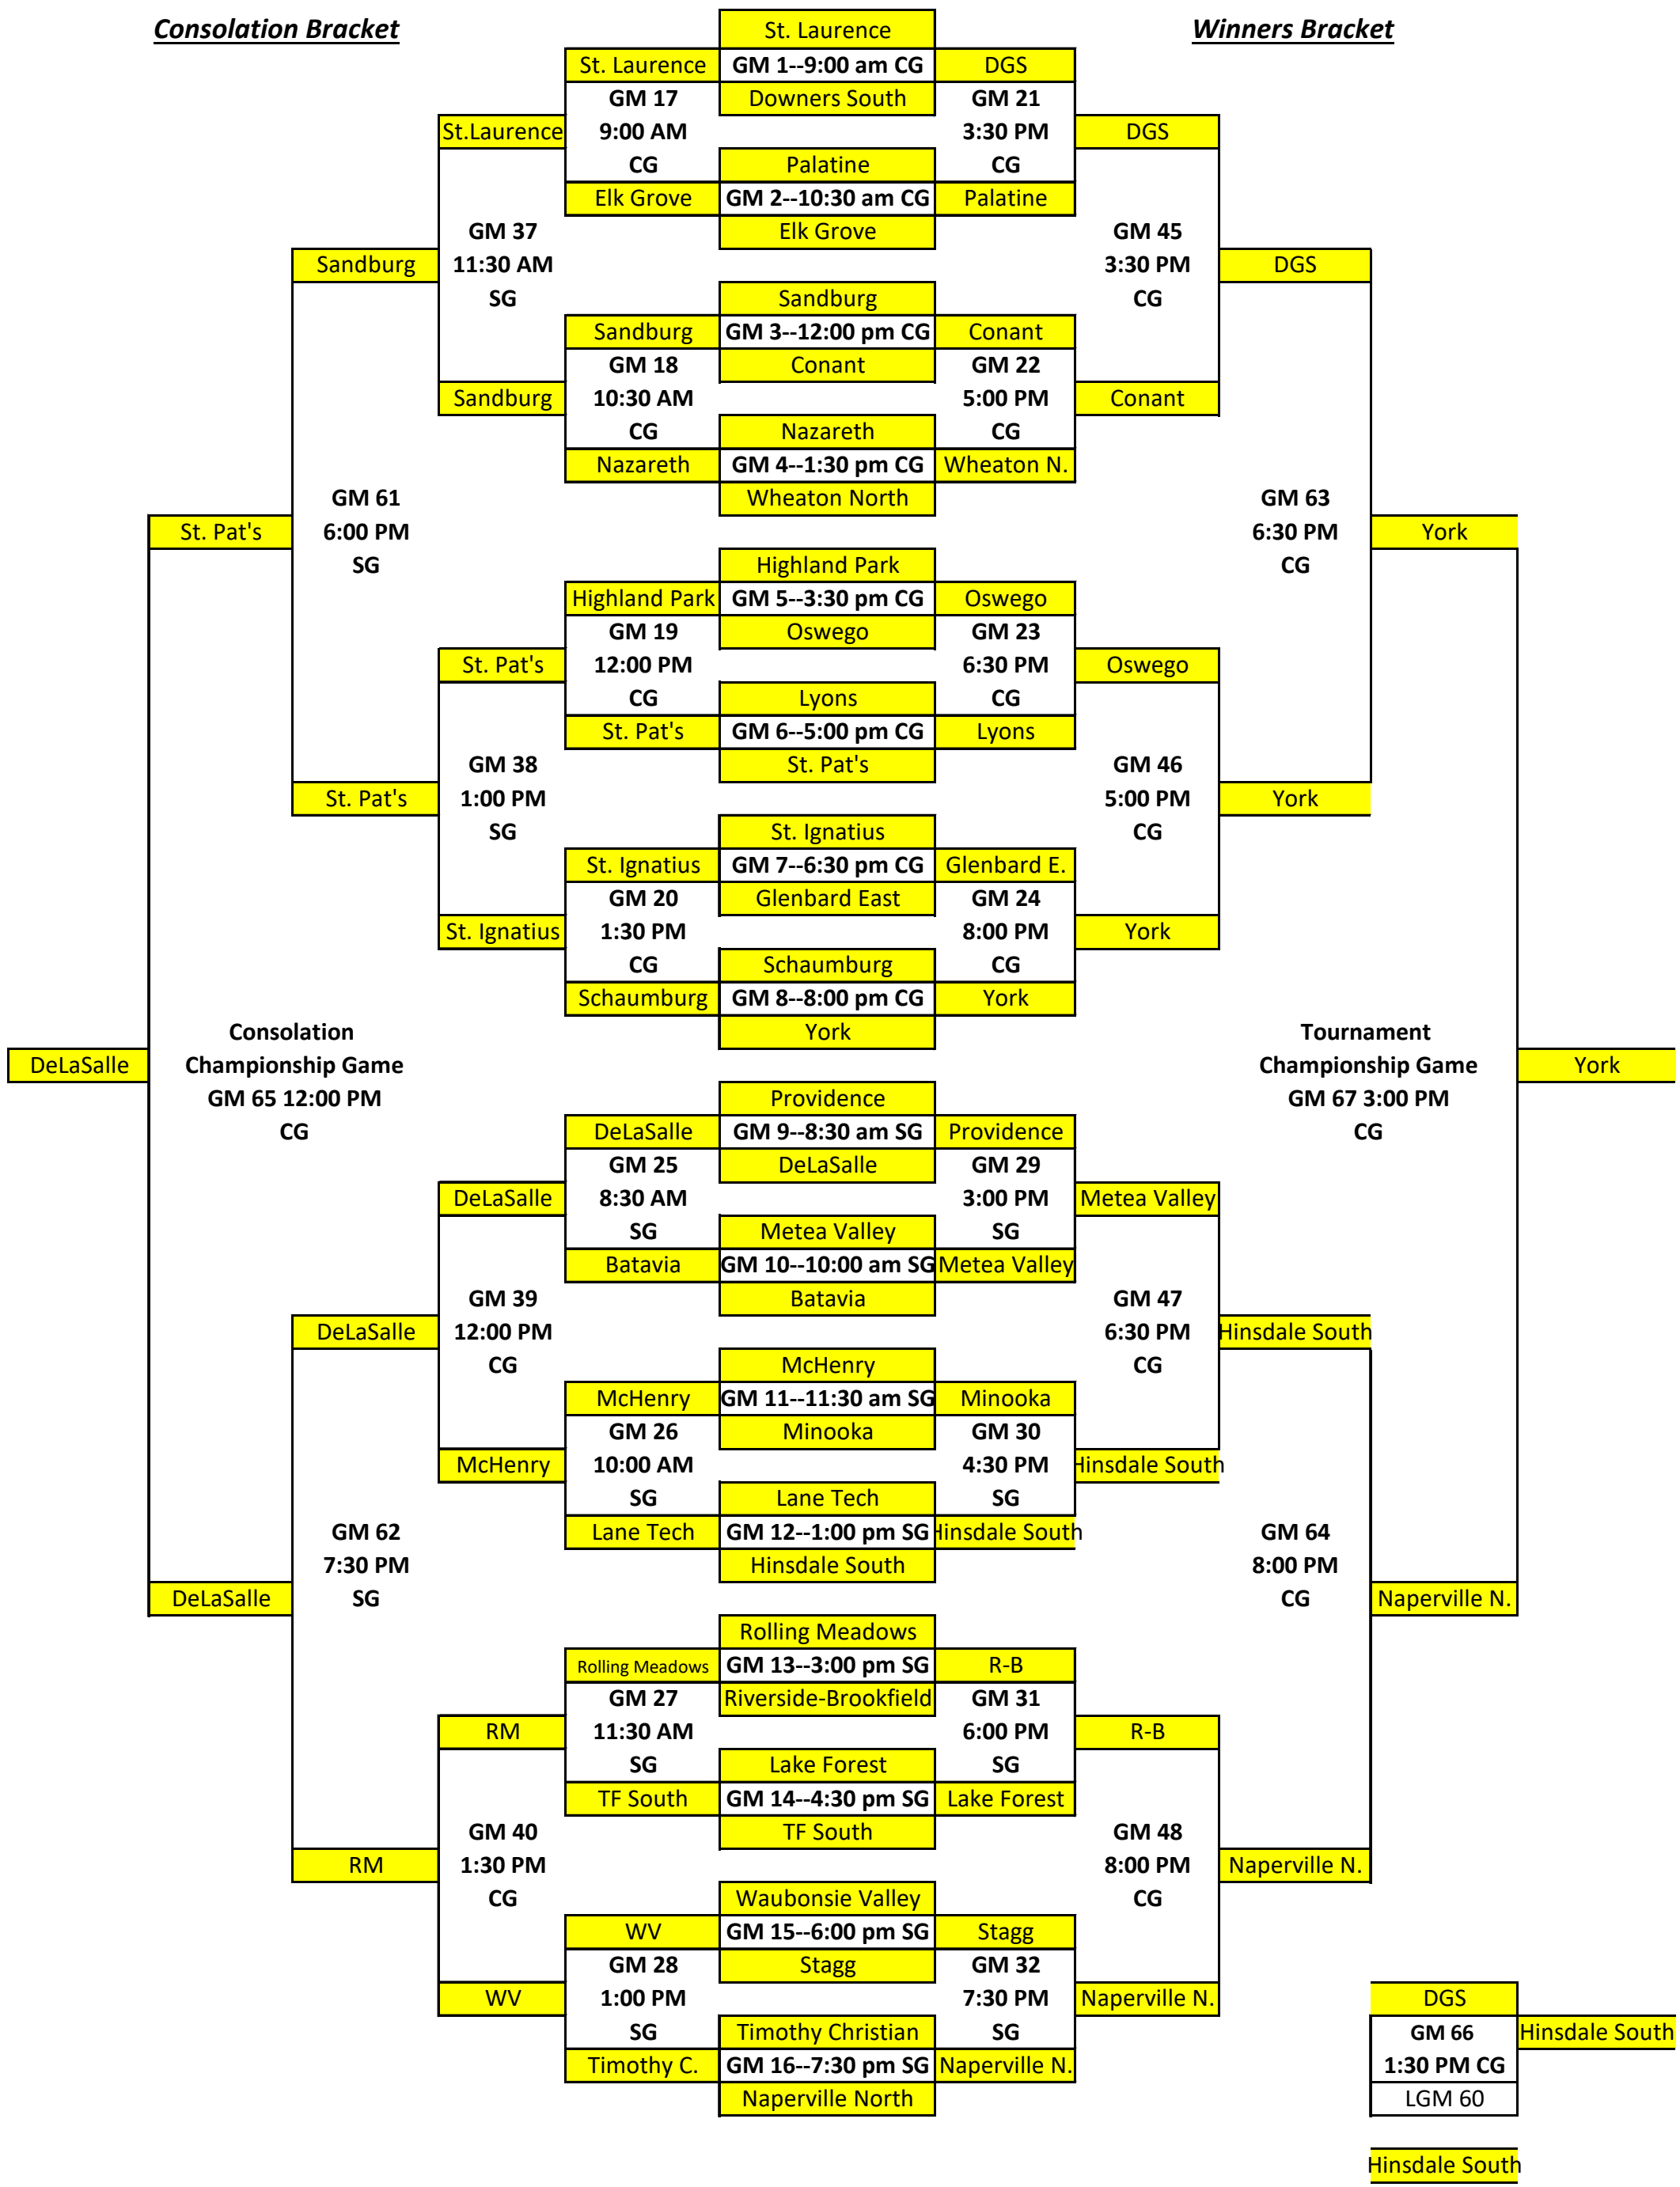 Consolation Bracket
Winners Bracket
St. Laurence
St. Laurence GM 1--9:00 am CG DGS
GM 17 Downers South GM 21
St.Laurence 9:00 AM 3:30 PM DGS
CG Palatine CG
Elk Grove GM 2--10:30 am CG Palatine
GM 37 Elk Grove GM 45
Sandburg 11:30 AM 3:30 PM DGS
SG Sandburg CG
Sandburg GM 3--12:00 pm CG Conant
GM 18 Conant GM 22
Sandburg 10:30 AM 5:00 PM Conant
CG Nazareth CG
Nazareth GM 4--1:30 pm CG Wheaton N.
GM 61 Wheaton North GM 63
St. Pat's 6:00 PM 6:30 PM York
SG Highland Park CG
Highland Park GM 5--3:30 pm CG Oswego
GM 19 Oswego GM 23
St. Pat's 12:00 PM 6:30 PM Oswego
CG Lyons CG
St. Pat's GM 6--5:00 pm CG Lyons
GM 38 St. Pat's GM 46
St. Pat's 1:00 PM 5:00 PM York
SG St. Ignatius CG
St. Ignatius GM 7--6:30 pm CG Glenbard E.
GM 20 Glenbard East GM 24
St. Ignatius 1:30 PM 8:00 PM York
CG Schaumburg CG
Schaumburg GM 8--8:00 pm CG York
Consolation York Tournament
DeLaSalle Championship Game Championship Game York
GM 65 12:00 PM Providence GM 67 3:00 PM
CG DeLaSalle GM 9--8:30 am SG Providence CG
GM 25 DeLaSalle GM 29
DeLaSalle 8:30 AM 3:00 PM Metea Valley
SG Metea Valley SG
Batavia GM 10--10:00 am SG Metea Valley
GM 39 Batavia GM 47
DeLaSalle 12:00 PM 6:30 PM Hinsdale South
CG McHenry CG
McHenry GM 11--11:30 am SG Minooka
GM 26 Minooka GM 30
McHenry 10:00 AM 4:30 PM Hinsdale South
SG Lane Tech SG
GM 62 Lane Tech GM 12--1:00 pm SG Hinsdale South GM 64
7:30 PM Hinsdale South 8:00 PM
DeLaSalle SG CG Naperville N.
Rolling Meadows
Rolling Meadows GM 13--3:00 pm SG R-B
GM 27 Riverside-Brookfield GM 31
RM 11:30 AM 6:00 PM R-B
SG Lake Forest SG
TF South GM 14--4:30 pm SG Lake Forest
GM 40 TF South GM 48
RM 1:30 PM 8:00 PM Naperville N.
CG Waubonsie Valley CG
WV GM 15--6:00 pm SG Stagg
GM 28 Stagg GM 32
WV 1:00 PM 7:30 PM Naperville N. DGS
SG Timothy Christian SG GM 66 Hinsdale South
Timothy C. GM 16--7:30 pm SG Naperville N. 1:30 PM CG
Naperville North LGM 60
Hinsdale South